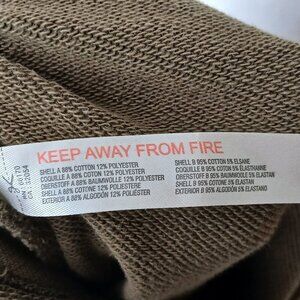 KEEP AWAY FROM FIRE
SHELL A 88% COTTON 12% POLYESTER
COQUILLE A 88% COTON 12% POLYESTER
OBERSTOFF A 88% BAUMWOLLE 12% POLYESTER
SHELL A 88% COTONE 12% POLIESTERE
EXTERIOR A 88% ALGODÓN 12% POLIÉSTER
SHELL B 95% COTTON 5% ELSANE
COQUILLE B 95% COTON 5% ÉLASTHANNE
OBERSTOFF B 95% BAUMWOLLE 5% ELASTAN
SHELL B 95% COTONE 5% ELASTAN
EXTERIOR B 95% ALGODÓN 5% ELASTANO